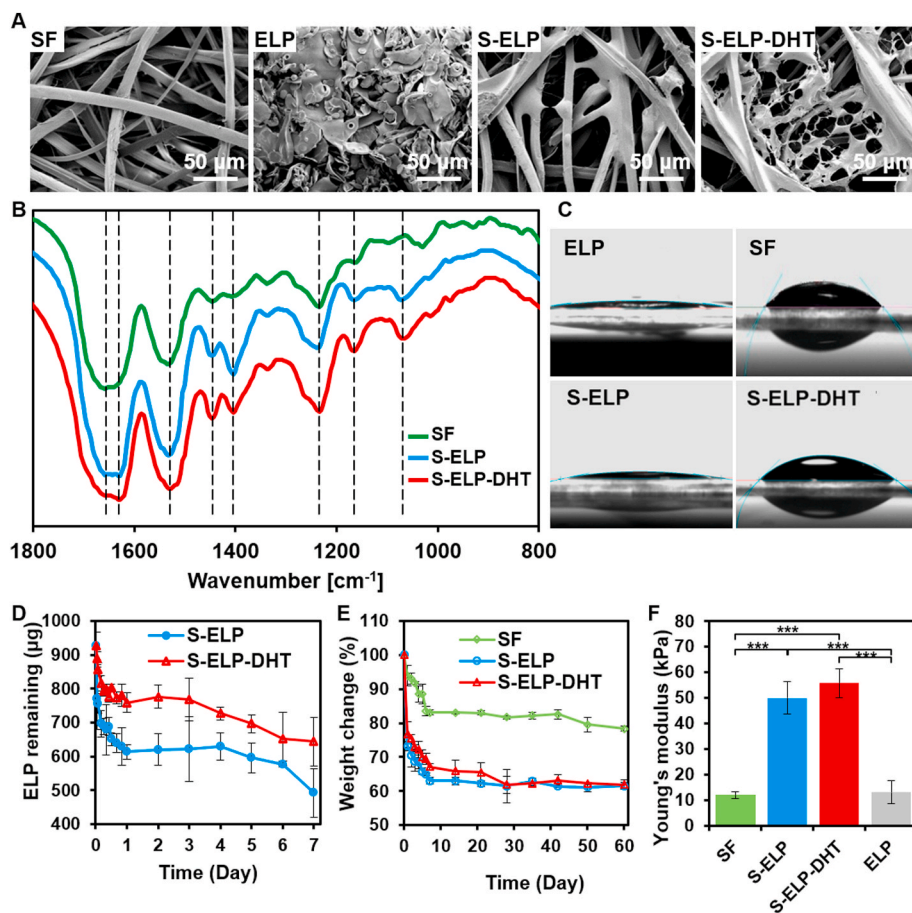 A
SF
ELP
S-ELP
S-ELP-DHT
50 µm
50 µm
50 µm
50 µm
B
SF
S-ELP
S-ELP-DHT
1800
1600
1400
1200
1000
800
Wavenumber [cm⁻¹]
C
ELP
SF
S-ELP
S-ELP-DHT
D
ELP remaining (µg)
1000
900
800
700
600
500
400
S-ELP
S-ELP-DHT
0
1
2
3
4
5
6
7
Time (Day)
E
Weight change (%)
110
100
90
80
70
60
50
SF
S-ELP
S-ELP-DHT
0
10
20
30
40
50
60
Time (Day)
F
Young's modulus (kPa)
80
70
60
50
40
30
20
10
0
***
***
***
***
SF
S-ELP
S-ELP-DHT
ELP